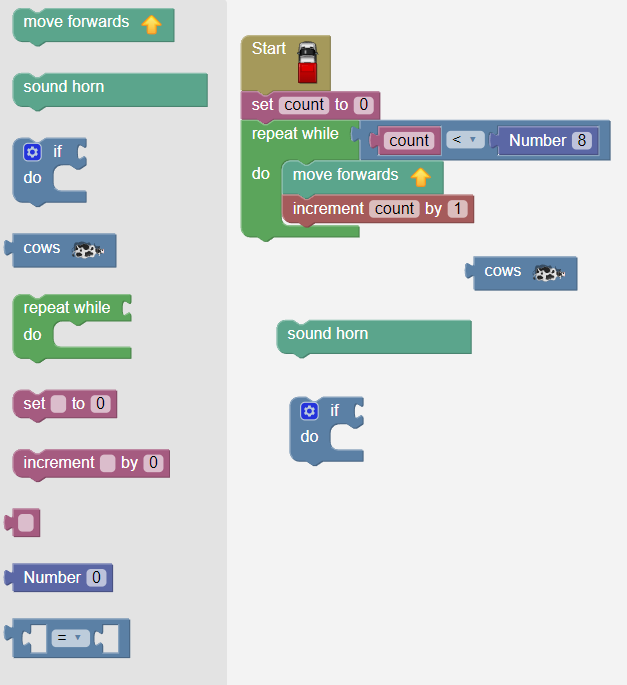 move forwards
sound horn
if
do
cows
repeat while
do
set to 0
increment by 0
Number 0
=
Start
set count to 0
repeat while count < Number 8
do move forwards
increment count by 1
cows
sound horn
if
do